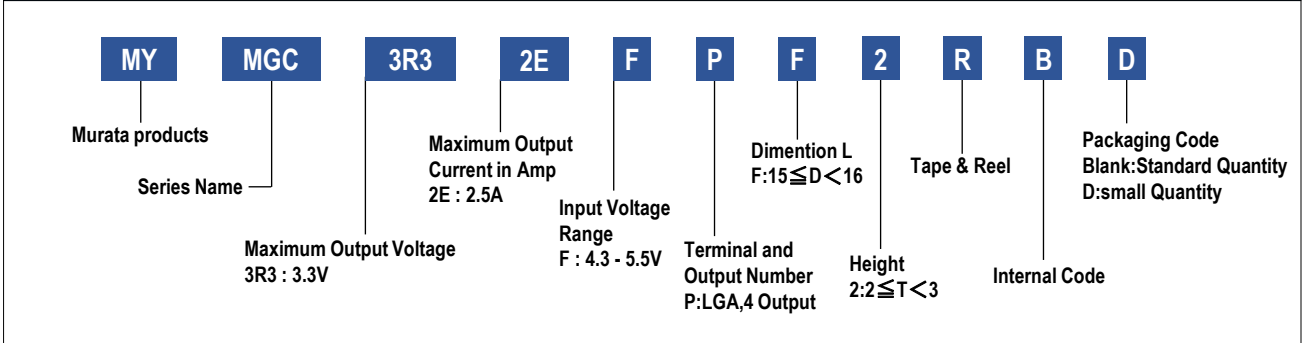 MY MGC 3R3 2E F P F 2 R B D
Murata products
Series Name
Maximum Output Voltage
3R3 : 3.3V
Maximum Output
Current in Amp
2E : 2.5A
Input Voltage
Range
F : 4.3 - 5.5V
Terminal and
Output Number
P:LGA,4 Output
Dimention L
F:15≦D<16
Height
2:2≦T<3
Tape & Reel
Internal Code
Packaging Code
Blank:Standard Quantity
D:small Quantity